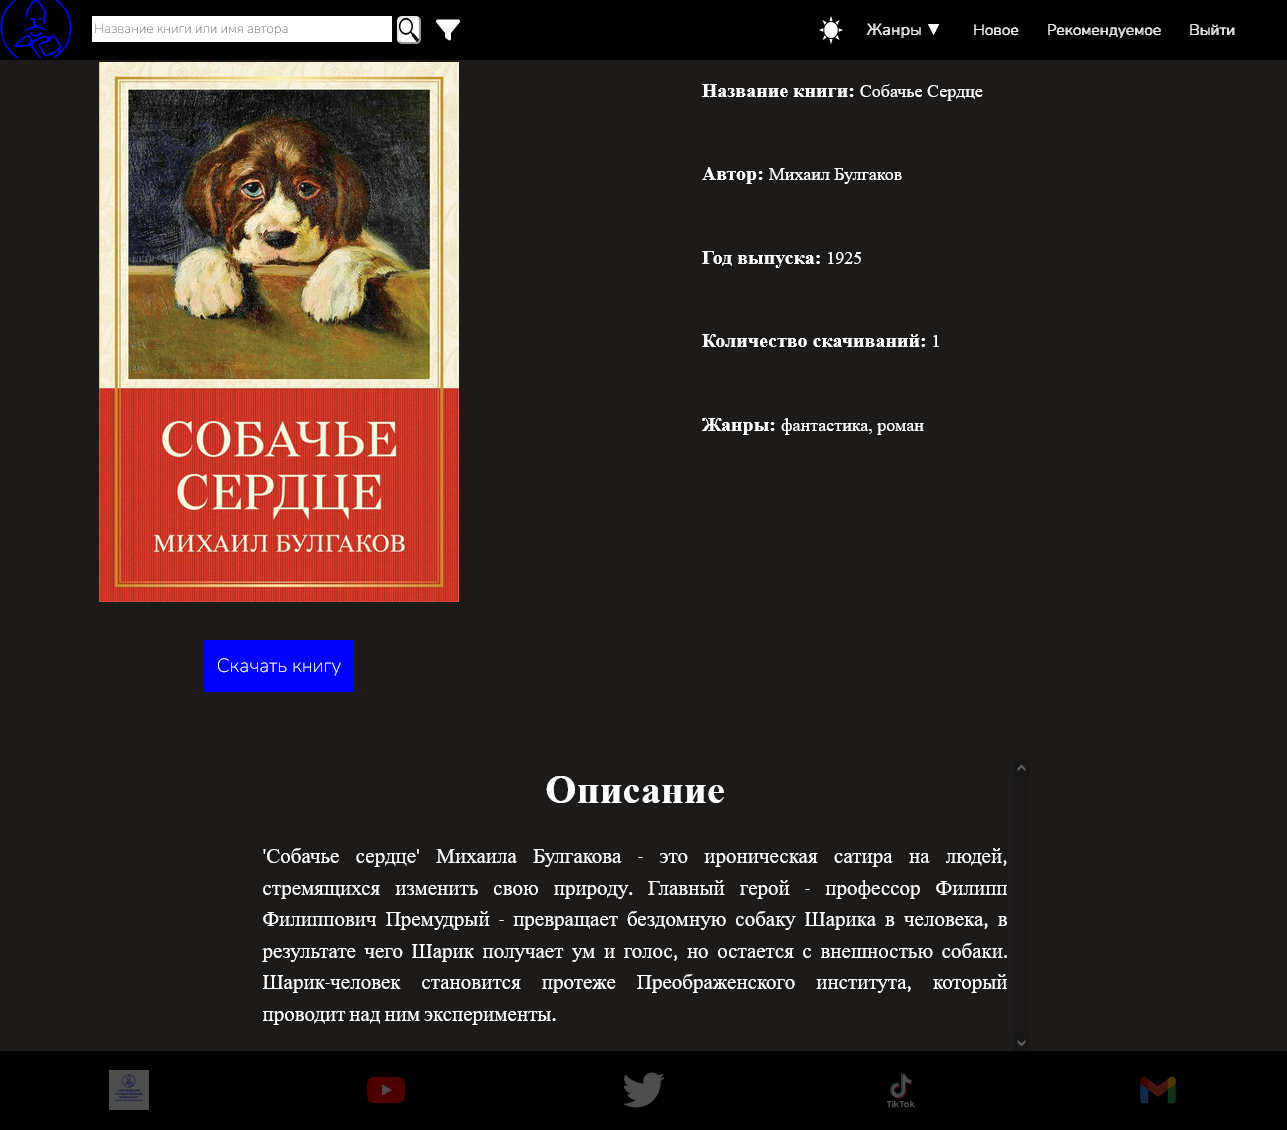 Название книги или имя автора
Жанры ▼ Новое Рекомендуемое Выйти
СОБАЧЬЕ
СЕРДЦЕ
МИХАИЛ БУЛГАКОВ
Название книги: Собачье Сердце
Автор: Михаил Булгаков
Год выпуска: 1925
Количество скачиваний: 1
Жанры: фантастика, роман
Скачать книгу
Описание
'Собачье сердце' Михаила Булгакова - это ироническая сатира на людей,
стремящихся изменить свою природу. Главный герой - профессор Филипп
Филиппович Премудрый - превращает бездомную собаку Шарика в человека, в
результате чего Шарик получает ум и голос, но остается с внешностью собаки.
Шарик-человек становится протеже Преображенского института, который
проводит над ним эксперименты.
TikTok